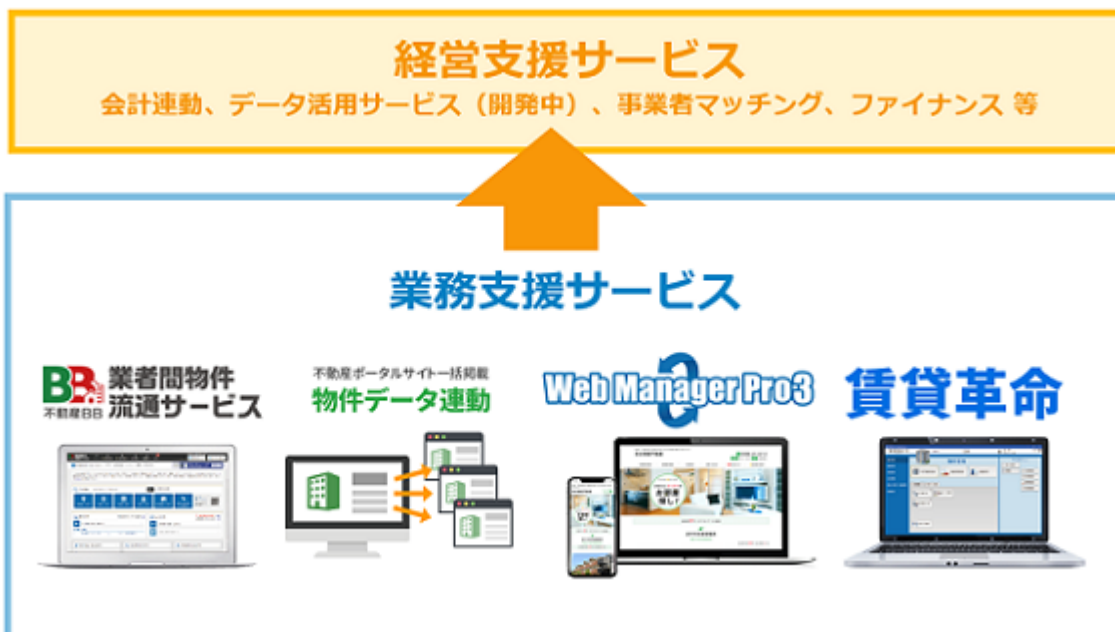 経営支援サービス
会計連動、データ活用サービス（開発中）、事業者マッチング、ファイナンス 等
業務支援サービス
BB
不動産BB
業者間物件
流通サービス
不動産ポータルサイト一括掲載
物件データ連動
Web Manager Pro3
賃貸革命